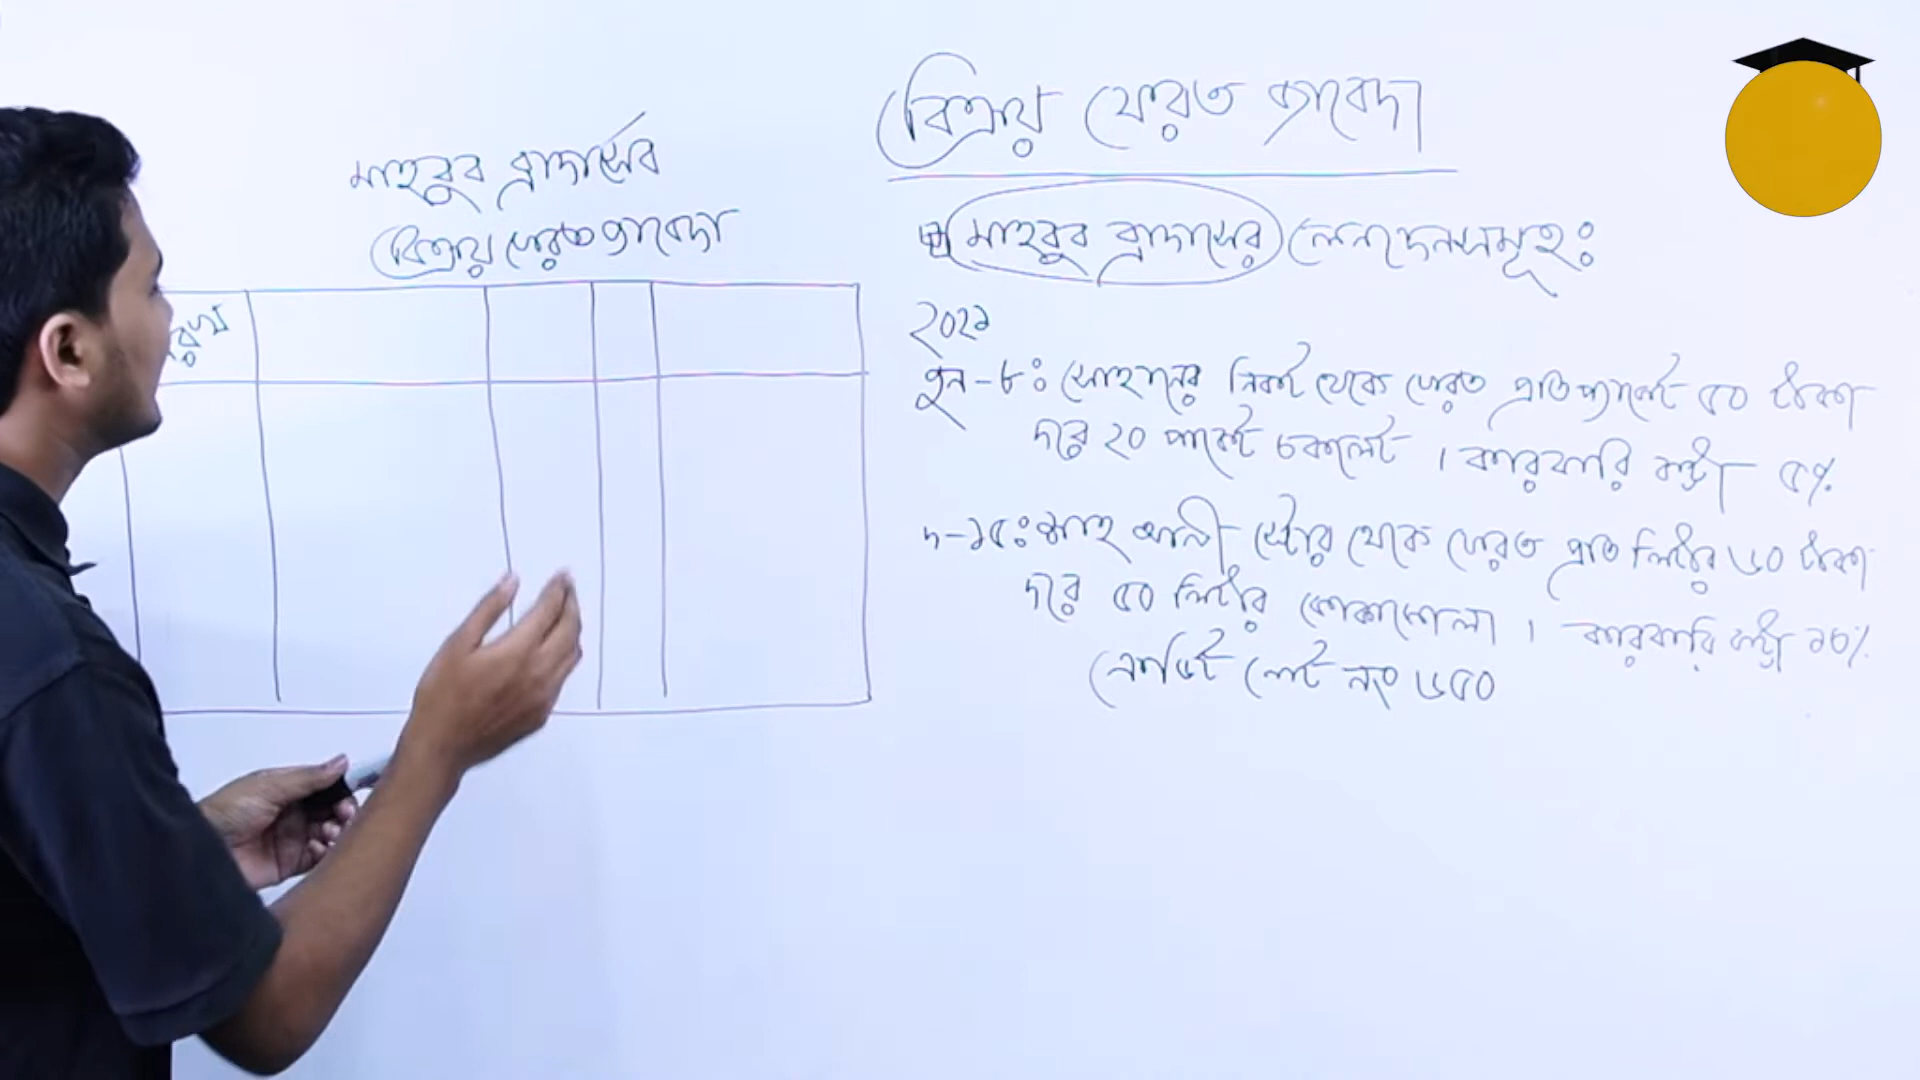 বিক্রয় ফেরত জাবেদা
মাহবুব ব্রাদার্সের লেনদেনসমূহঃ
২০২১
জুন-৮ঃ সোহানের নিকট থেকে ফেরত প্রতি প্যাকেট ৫০ টাকা
দরে ২০ প্যাকেট চকলেট । কারবারি বাট্টা ৫%
"-১৫ঃ শাহ আলী স্টোর থেকে ফেরত প্রতি লিটার ৬০ টাকা
দরে ৫০ লিটার কোকাকোলা । কারবারি বাট্টা ১০%
ক্রেডিট নোট নং ৬৫০
মাহবুব ব্রাদার্সের
বিক্রয় ফেরত জাবেদা
রিখ